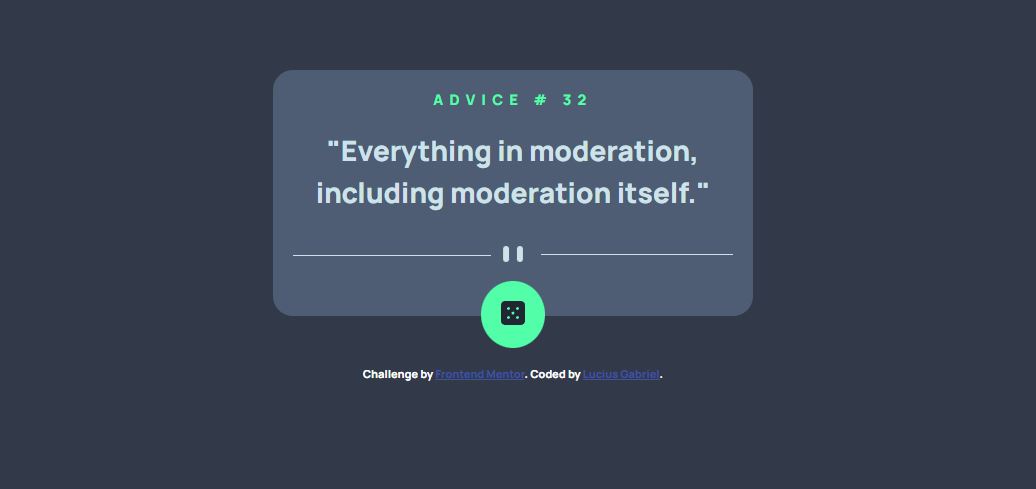 ADVICE # 32
"Everything in moderation,
including moderation itself."
Challenge by Frontend Mentor. Coded by Lucius Gabriel.